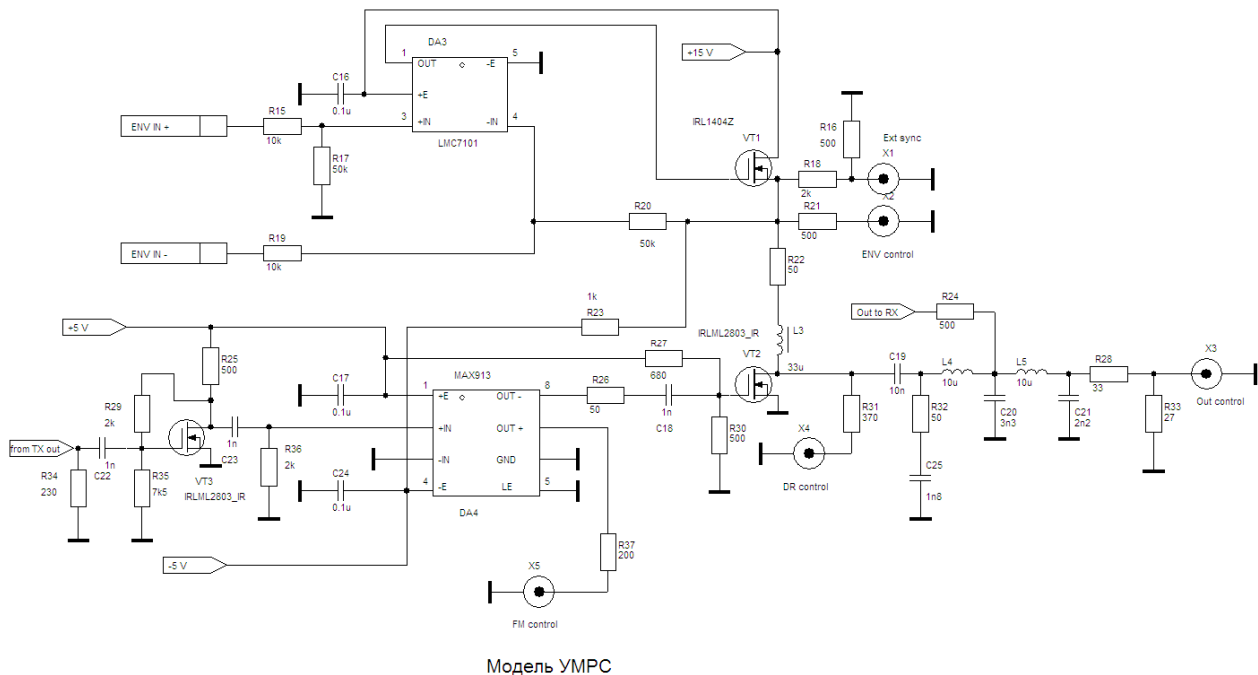 DA3
1
OUT
-E
5
+15 V
C16
0.1u
+E
ENV IN +
R15
10k
3
+IN
-IN
4
LMC7101
IRL1404Z
VT1
R16
500
Ext sync
X1
R17
50k
R18
2k
X2
R20
50k
R21
500
ENV IN -
R19
10k
ENV control
R22
50
1k
R23
+5 V
R25
500
IRLML2803_IR
L3
33u
Out to RX
R24
500
R27
680
VT2
C17
0.1u
MAX913
1
+E
OUT -
8
R26
50
1n
C18
C19
10n
L4
10u
L5
10u
R28
33
X3
Out control
R29
2k
from TX out
1n
C22
VT3
IRLML2803_IR
1n
C23
R36
2k
+IN
OUT +
-IN
GND
R30
500
R31
370
R32
50
C20
3n3
C21
2n2
R33
27
R34
230
R35
7k5
C24
0.1u
4
-E
LE
5
DA4
X4
DR control
C25
1n8
-5 V
R37
200
X5
FM control
Модель УМРС